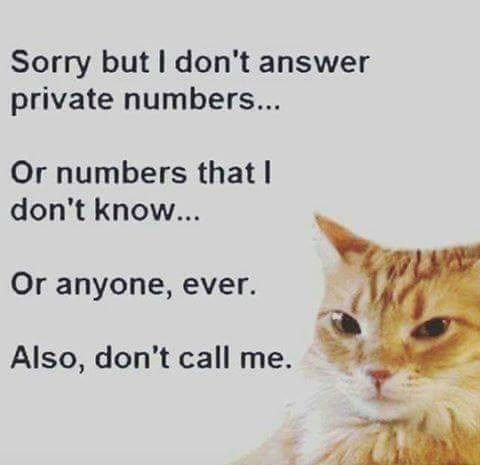 Sorry but I don't answer
private numbers...
Or numbers that I
don't know...
Or anyone, ever.
Also, don't call me.